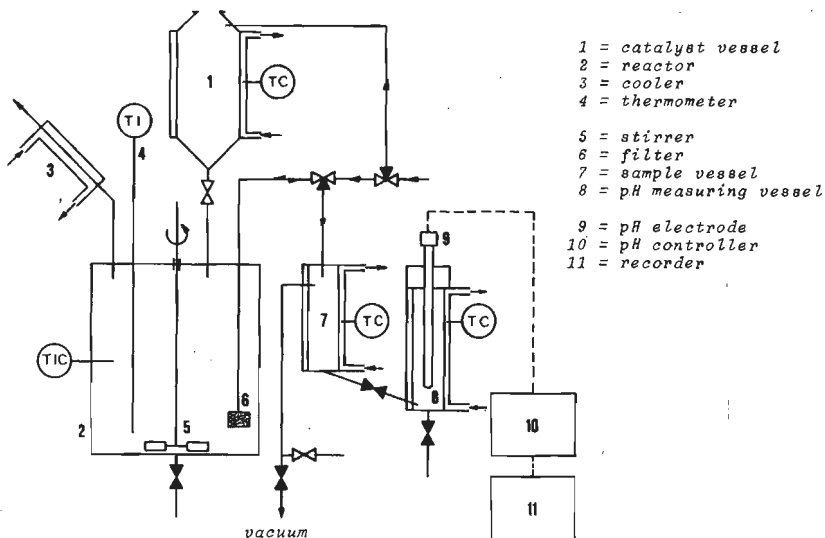 1
TC
TI
4
3
1 = catalyst vessel
2 = reactor
3 = cooler
4 = thermometer
5 = stirrer
6 = filter
7 = sample vessel
8 = pH measuring vessel
9 = pH electrode
10 = pH controller
11 = recorder
9
7
TC
TC
TIC
6
8
2
5
10
11
vacuum